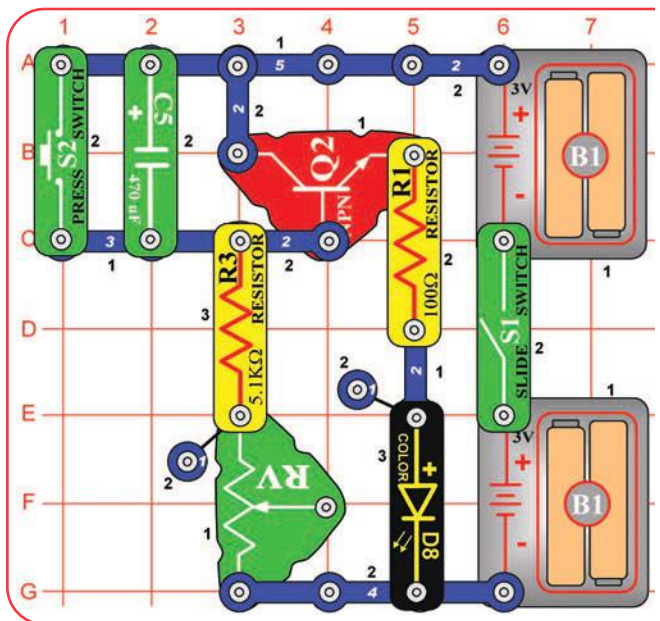 1 2 3 4 5 6 7
A B C D E F G
1
5
2
2
3V
+
-
B1
1
S2
PRESS SWITCH
2
C5
+
470 uF
2
2
2
1
Q2
NPN
R1
RESISTOR
100Ω
2
3
1
2
2
R3
RESISTOR
5.1KΩ
3
S1
SLIDE SWITCH
2
2
1
2
1
1
2
RV
1
COLOR
+
D8
3
3V
+
-
B1
1
2
4